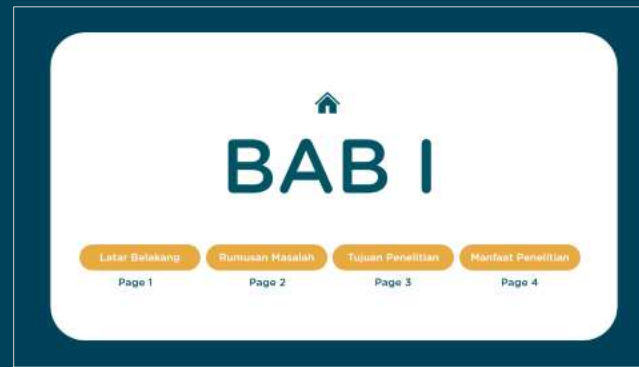 BAB I
Latar Belakang Rumusan Masalah Tujuan Penelitian Manfaat Penelitian
Page 1 Page 2 Page 3 Page 4